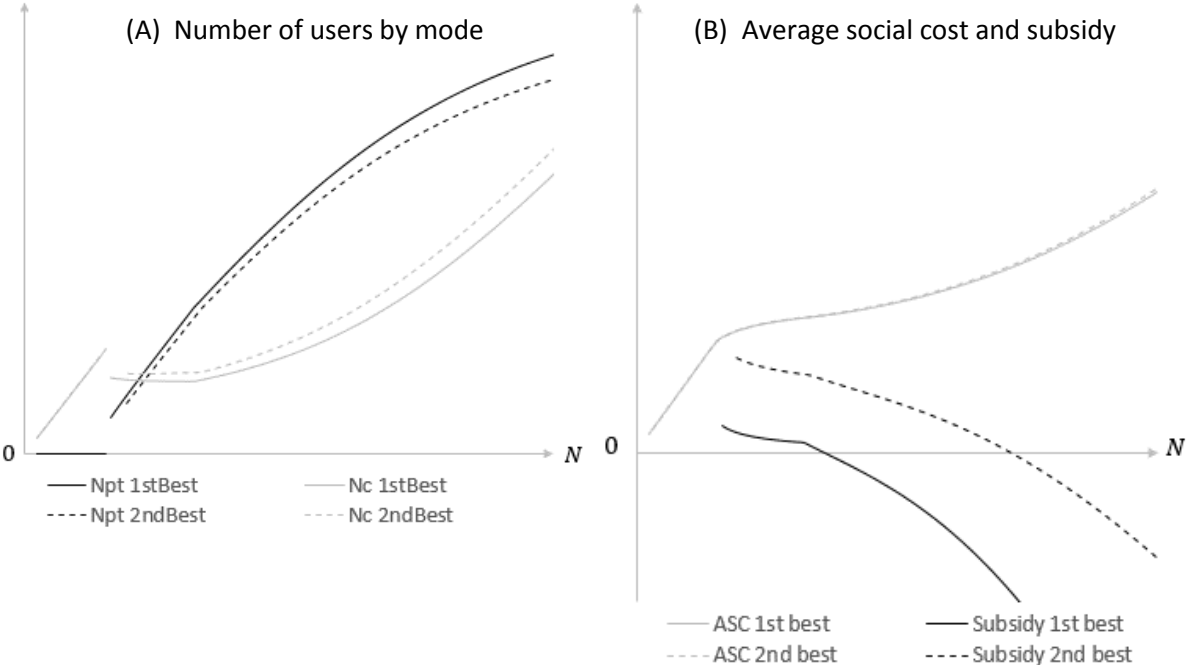 (A) Number of users by mode
0
N
Npt 1stBest
Nc 1stBest
Npt 2ndBest
Nc 2ndBest
(B) Average social cost and subsidy
0
N
ASC 1st best
Subsidy 1st best
ASC 2nd best
Subsidy 2nd best